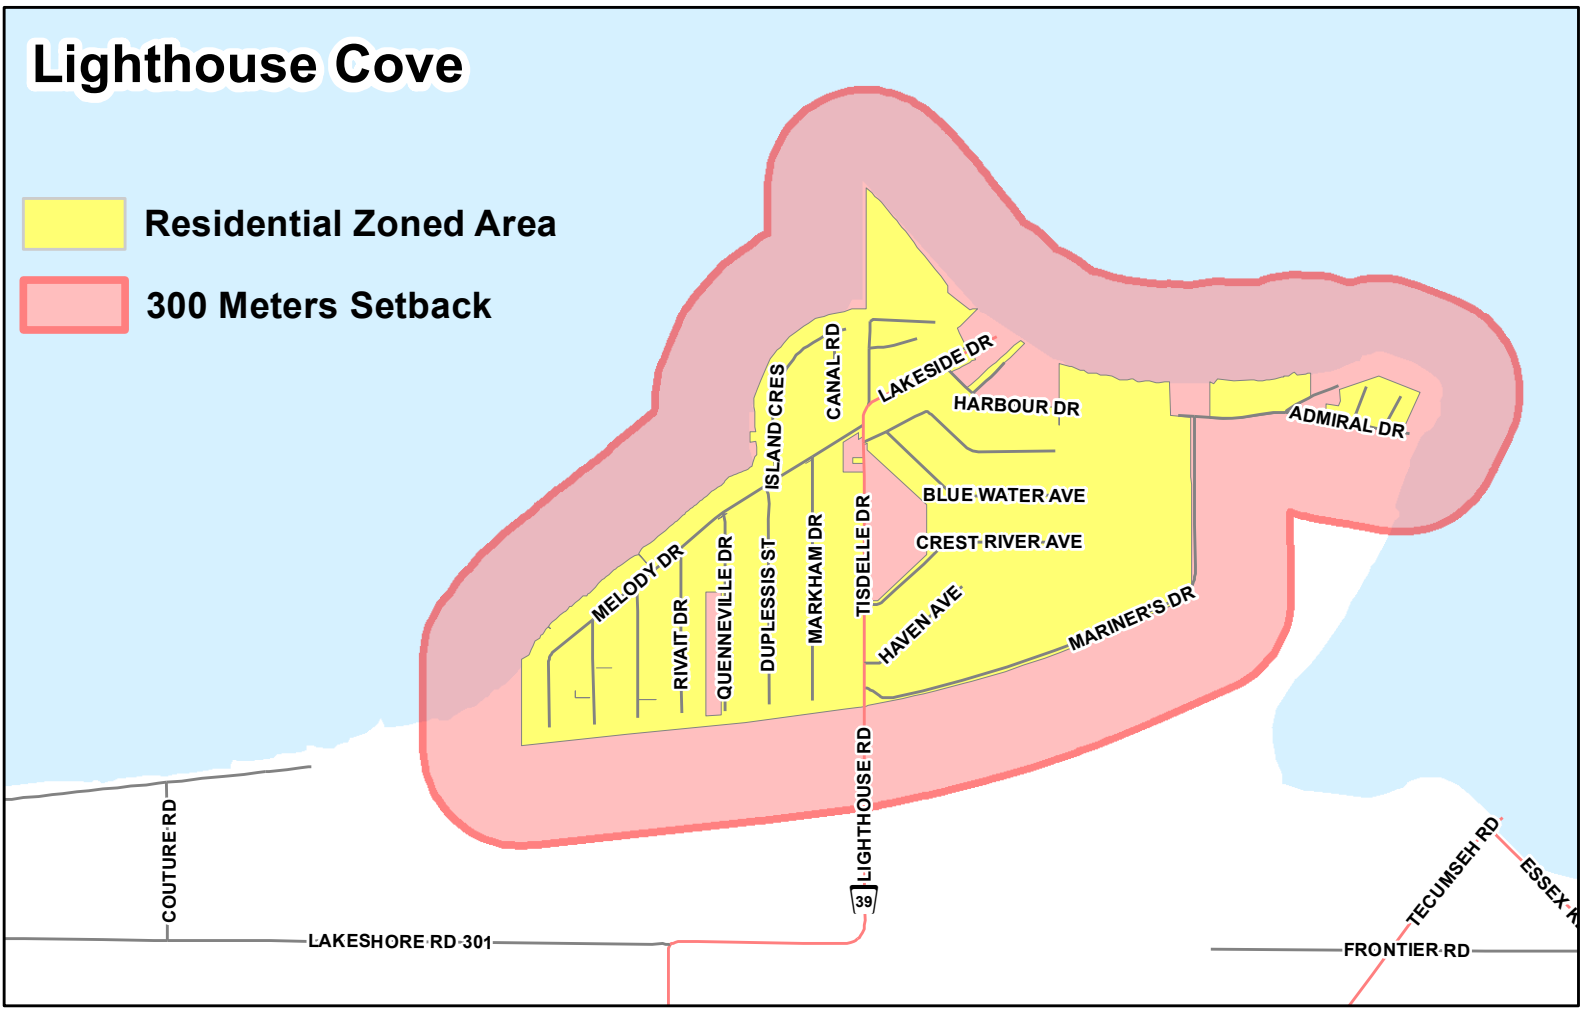 Lighthouse Cove
Residential Zoned Area
300 Meters Setback
CANAL RD
LAKESIDE DR
ISLAND CRES
HARBOUR DR
ADMIRAL DR
BLUE WATER AVE
CREST RIVER AVE
MELODY DR
RIVAIT DR
QUENNEVILLE DR
DUPLESSIS ST
MARKHAM DR
TISDELLE DR
HAVEN AVE
MARINER'S DR
LIGHTHOUSE RD
COUTURE RD
39
TECUMSEH RD
ESSEX K
LAKESHORE RD 301
FRONTIER RD